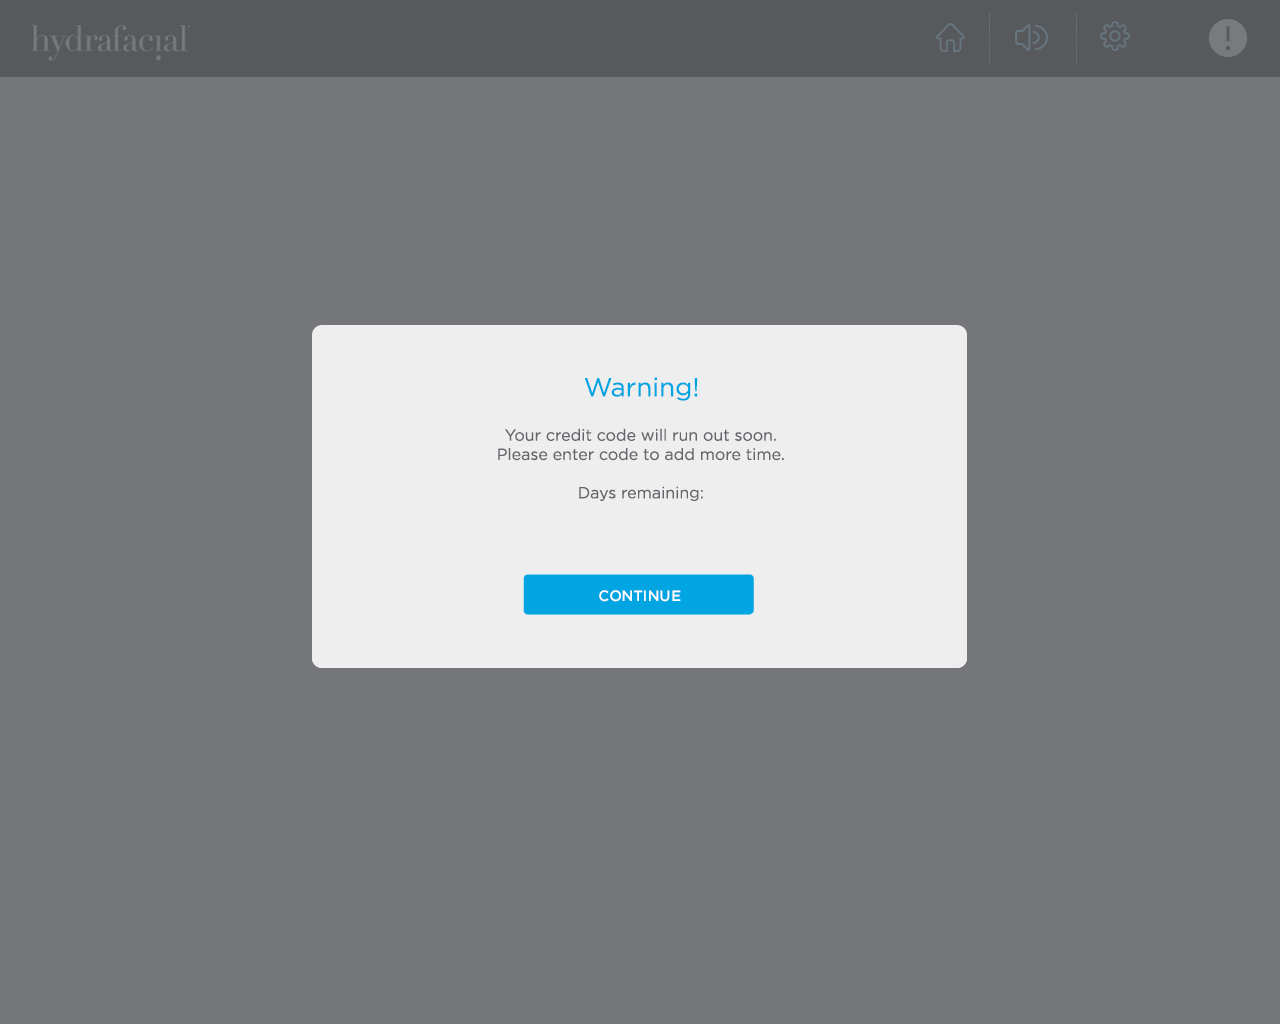 hydrafacial
Warning!
Your credit code will run out soon.
Please enter code to add more time.
Days remaining:
CONTINUE